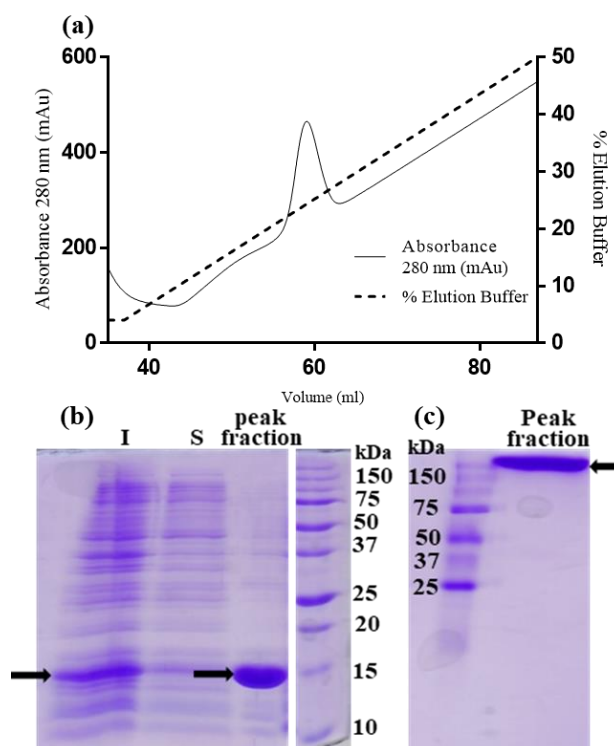 (a)
600
400
200
0
Absorbance 280 nm (mAu)
50
40
30
20
10
0
% Elution Buffer
Absorbance
280 nm (mAu)
% Elution Buffer
40
60
80
Volume (ml)
(b)
I
S
peak
fraction
kDa
150
75
50
37
25
20
15
10
(c)
kDa
Peak
fraction
150
75
50
37
25